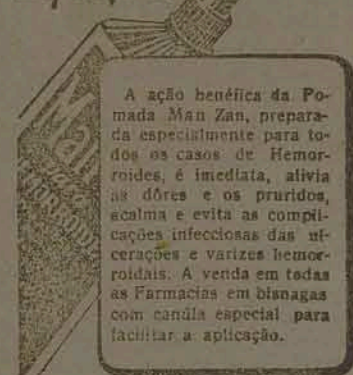 A ação benéfica da Po-
mada Man Zan, prepara-
da especialmente para to-
dos os casos de Hemor-
roides, é imediata, alivia
as dôres e os pruridos,
acalma e evita as compli-
cações infecciosas das ul-
cerações e varizes hemor-
roidais. A venda em todas
as Farmacias em bisnagas
com canúla especial para
facilitar a aplicação.